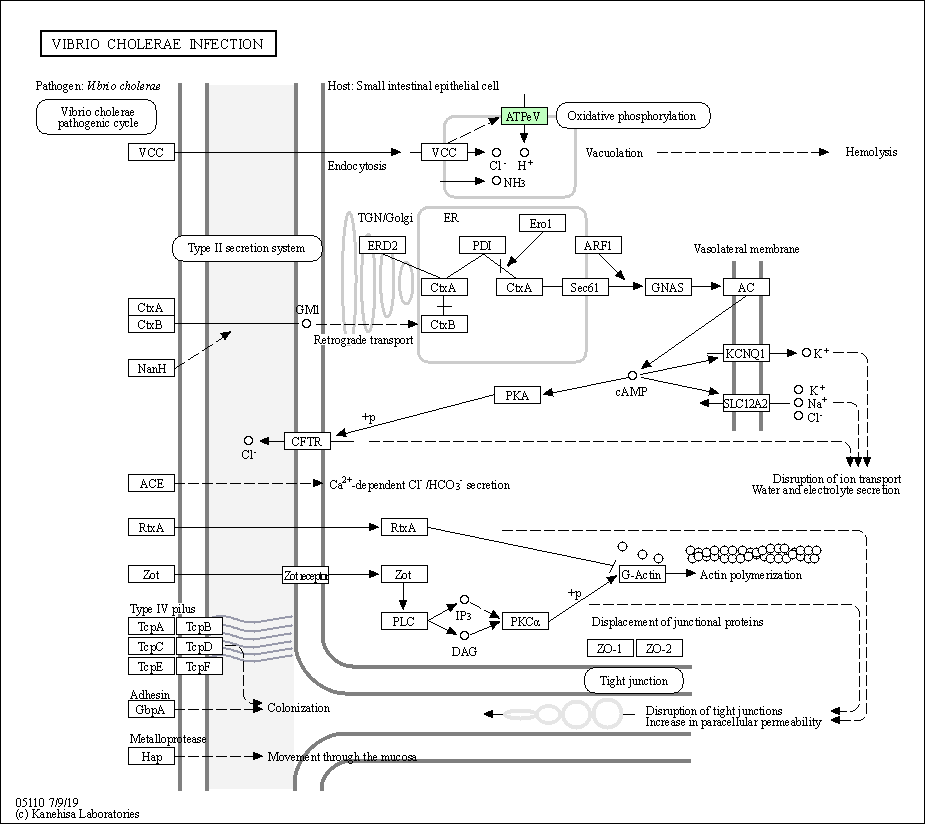 VIBRIO CHOLERAE INFECTION
Pathogen: Vibrio cholerae
Host: Small intestinal epithelial cell
Vibrio cholerae
pathogenic cycle
ATPeV
Oxidative phosphorylation
VCC
Endocytosis
VCC
Cl-
H+
NH3
Vacuolation
Hemolysis
TGN/Golgi
ER
Ero1
Type II secretion system
ERD2
PDI
ARF1
Vasolateral membrane
CtxA
CtxA
Sec61
GNAS
AC
CtxA
CtxB
GM1
CtxB
Retrograde transport
NanH
KCNQ1
K+
cAMP
PKA
SLC12A2
K+
Na+
Cl-
+p
CFTR
Cl-
Disruption of ion transport
Water and electrolyte secretion
ACE
Ca2+-dependent Cl-/HCO3- secretion
RtxA
RtxA
Zot
Zot receptor
Zot
G-Actin
Actin polymerization
+p
Type IV pilus
TcpA
TcpB
TcpC
TcpD
TcpE
TcpF
PLC
IP3
DAG
PKCα
Displacement of junctional proteins
ZO-1
ZO-2
Tight junction
Adhesin
GbpA
Colonization
Disruption of tight junctions
Increase in paracellular permeability
Metalloprotease
Hap
Movement through the mucosa
05110 7/9/19
(c) Kanehisa Laboratories